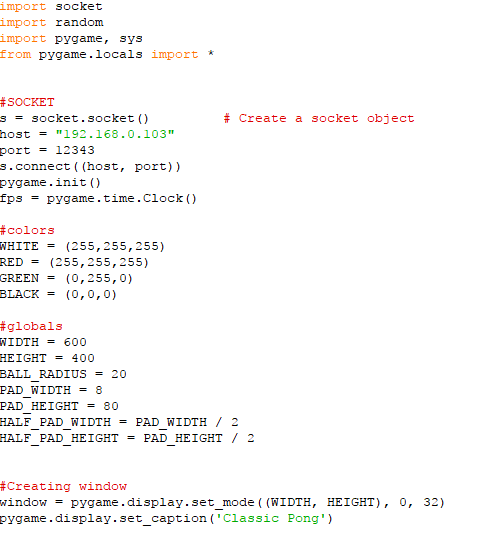 import socket
import random
import pygame, sys
from pygame.locals import *
#SOCKET
s = socket.socket()         # Create a socket object
host = "192.168.0.103"
port = 12343
s.connect((host, port))
pygame.init()
fps = pygame.time.Clock()
#colors
WHITE = (255,255,255)
RED = (255,255,255)
GREEN = (0,255,0)
BLACK = (0,0,0)
#globals
WIDTH = 600
HEIGHT = 400
BALL_RADIUS = 20
PAD_WIDTH = 8
PAD_HEIGHT = 80
HALF_PAD_WIDTH = PAD_WIDTH / 2
HALF_PAD_HEIGHT = PAD_HEIGHT / 2
#Creating window
window = pygame.display.set_mode((WIDTH, HEIGHT), 0, 32)
pygame.display.set_caption('Classic Pong')